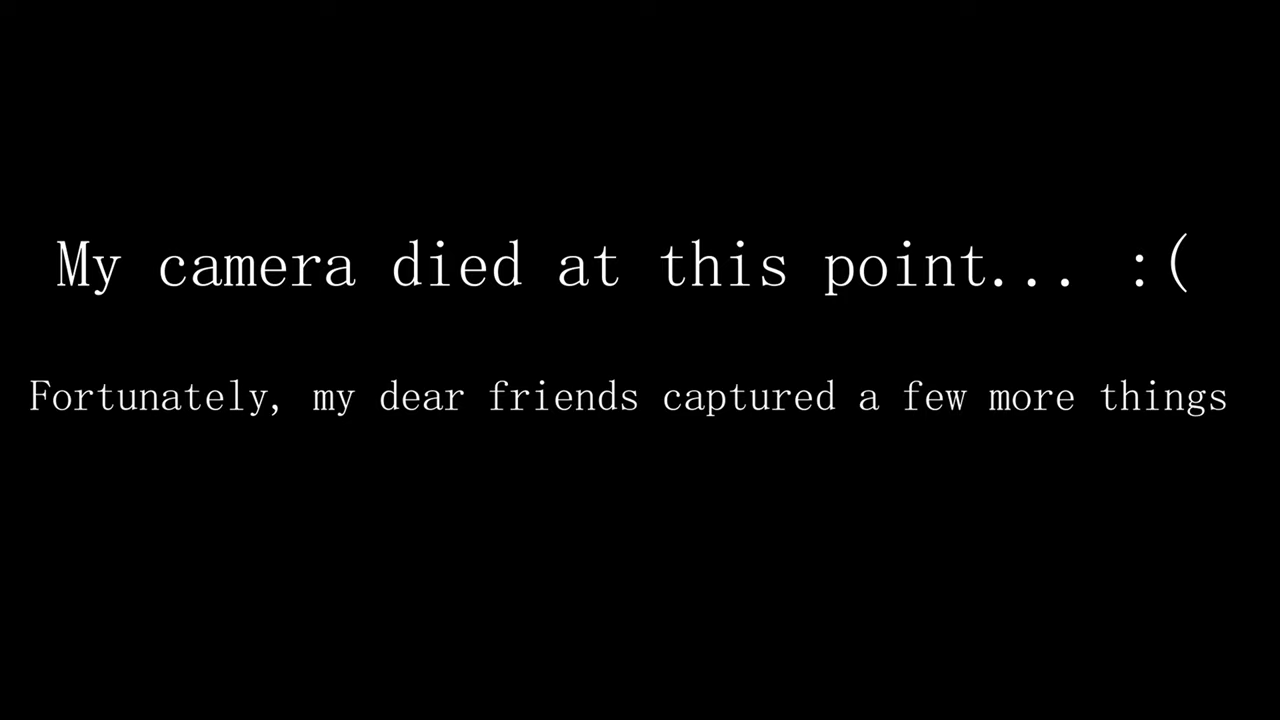 My camera died at this point... :(
Fortunately, my dear friends captured a few more things